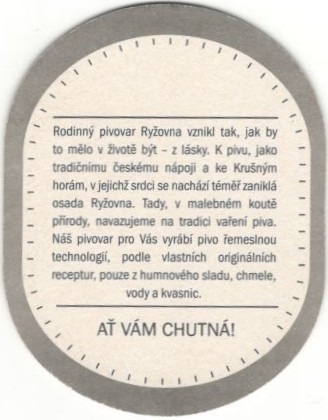 Rodinný pivovar Ryžovna vznikl tak, jak by
to mělo v životě být – z lásky. K pivu, jako
tradičnímu českému nápoji a ke Krušným
horám, v jejichž srdci se nachází téměř zaniklá
osada Ryžovna. Tady, v malebném koutě
přírody, navazujeme na tradici vaření piva.
Náš pivovar pro Vás vyrábí pivo řemeslnou
technologií, podle vlastních originálních
receptur, pouze z humnového sladu, chmele,
vody a kvasnic.
AŤ VÁM CHUTNÁ!